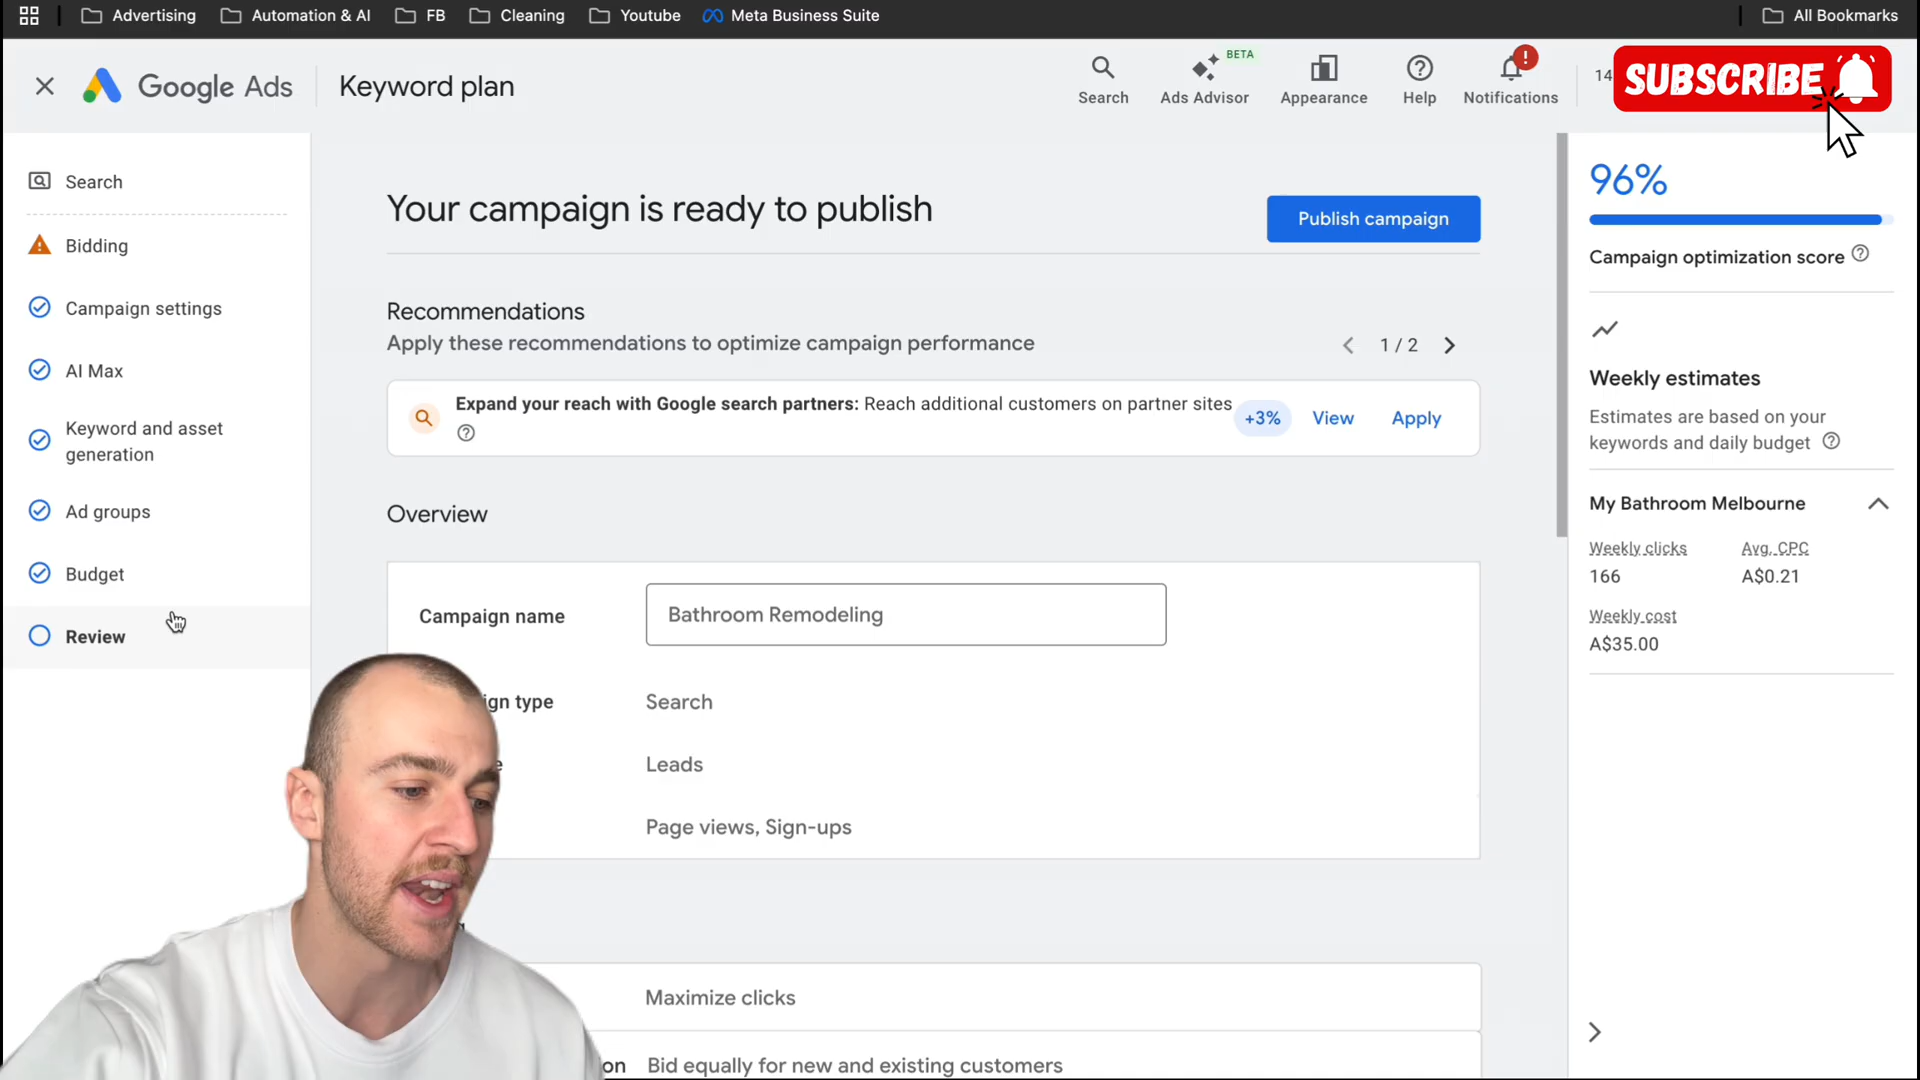 Advertising
Automation & AI
FB
Cleaning
Youtube
Meta Business Suite
All Bookmarks
Google Ads
Keyword plan
Search
Ads Advisor
BETA
Appearance
Help
Notifications
14
SUBSCRIBE
Search
Bidding
Campaign settings
AI Max
Keyword and asset
generation
Ad groups
Budget
Review
Your campaign is ready to publish
Publish campaign
Recommendations
Apply these recommendations to optimize campaign performance
1 / 2
Expand your reach with Google search partners: Reach additional customers on partner sites
+3%
View
Apply
Overview
Campaign name
Bathroom Remodeling
ign type
Search
Leads
Page views, Sign-ups
Maximize clicks
on
Bid equally for new and existing customers
96%
Campaign optimization score
Weekly estimates
Estimates are based on your
keywords and daily budget
My Bathroom Melbourne
Weekly clicks
Avg. CPC
166
A$0.21
Weekly cost
A$35.00